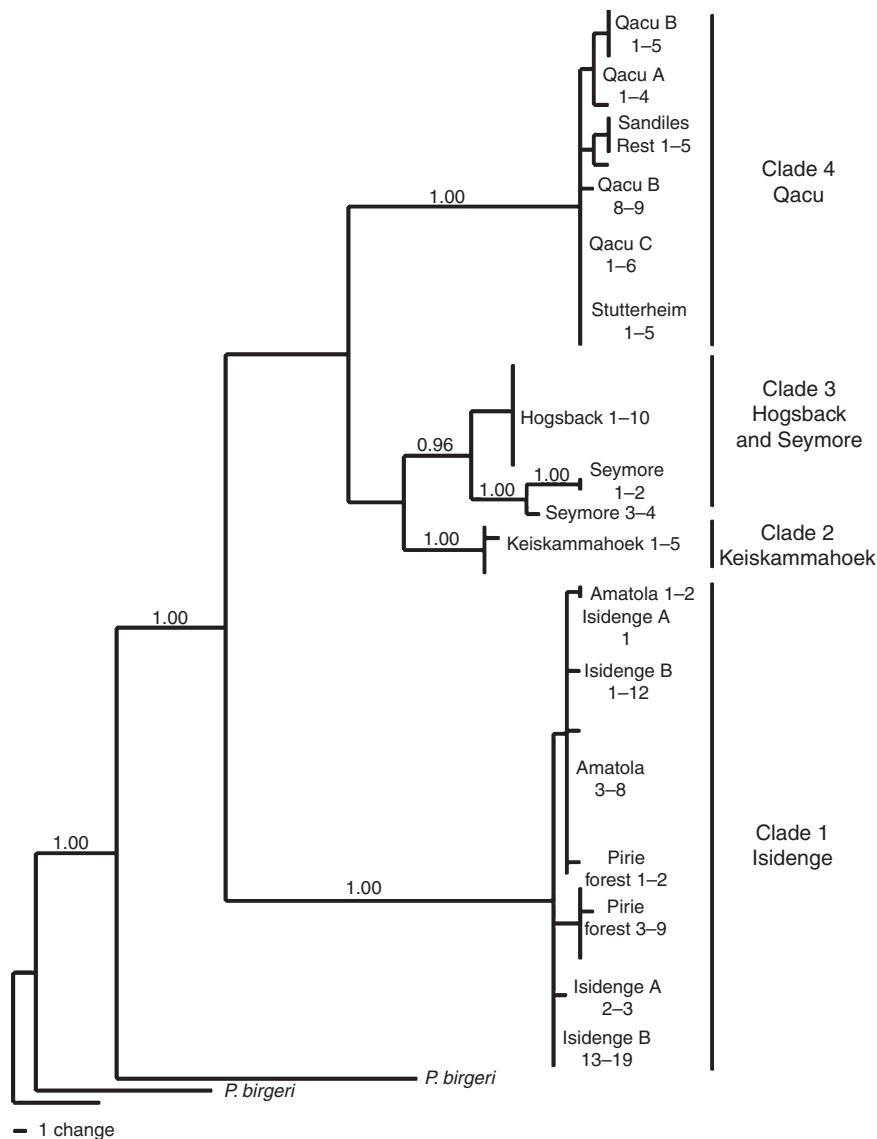 Qacu B
1–5
Qacu A
1–4
Sandiles
Rest 1–5
Qacu B
8–9
Qacu C
1–6
Stutterheim
1–5
1.00
Clade 4
Qacu
Hogsback 1–10
0.96
1.00
Seymore
1–2
1.00
Seymore 3–4
Clade 3
Hogsback
and Seymore
1.00
Keiskammahoek 1–5
Clade 2
Keiskammahoek
Amatola 1–2
Isidenge A
1
1.00
Isidenge B
1–12
Amatola
3–8
Pirie
forest 1–2
1.00
Pirie
forest 3–9
Isidenge A
2–3
Isidenge B
13–19
Clade 1
Isidenge
1.00
P. birgeri
P. birgeri
1 change